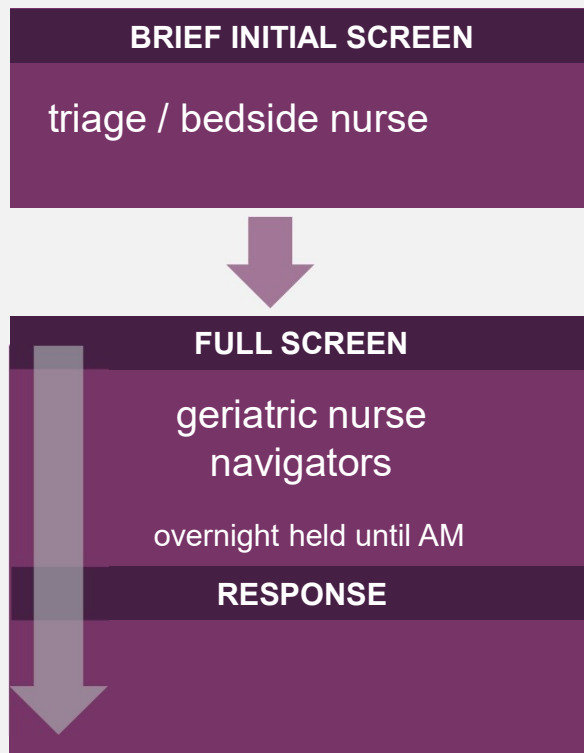 BRIEF INITIAL SCREEN
triage / bedside nurse
FULL SCREEN
geriatric nurse
navigators
overnight held until AM
RESPONSE